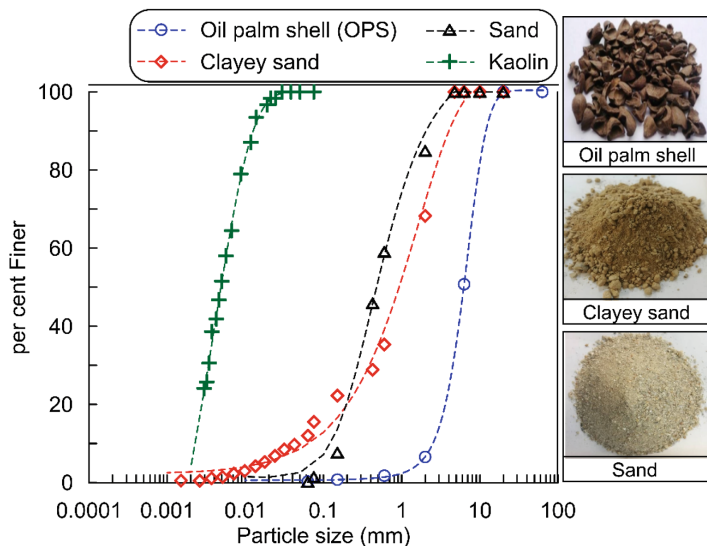 Oil palm shell (OPS)
Sand
Clayey sand
Kaolin
100
80
60
40
20
0
per cent Finer
0.0001 0.001 0.01 0.1 1 10 100
Particle size (mm)
Oil palm shell
Clayey sand
Sand